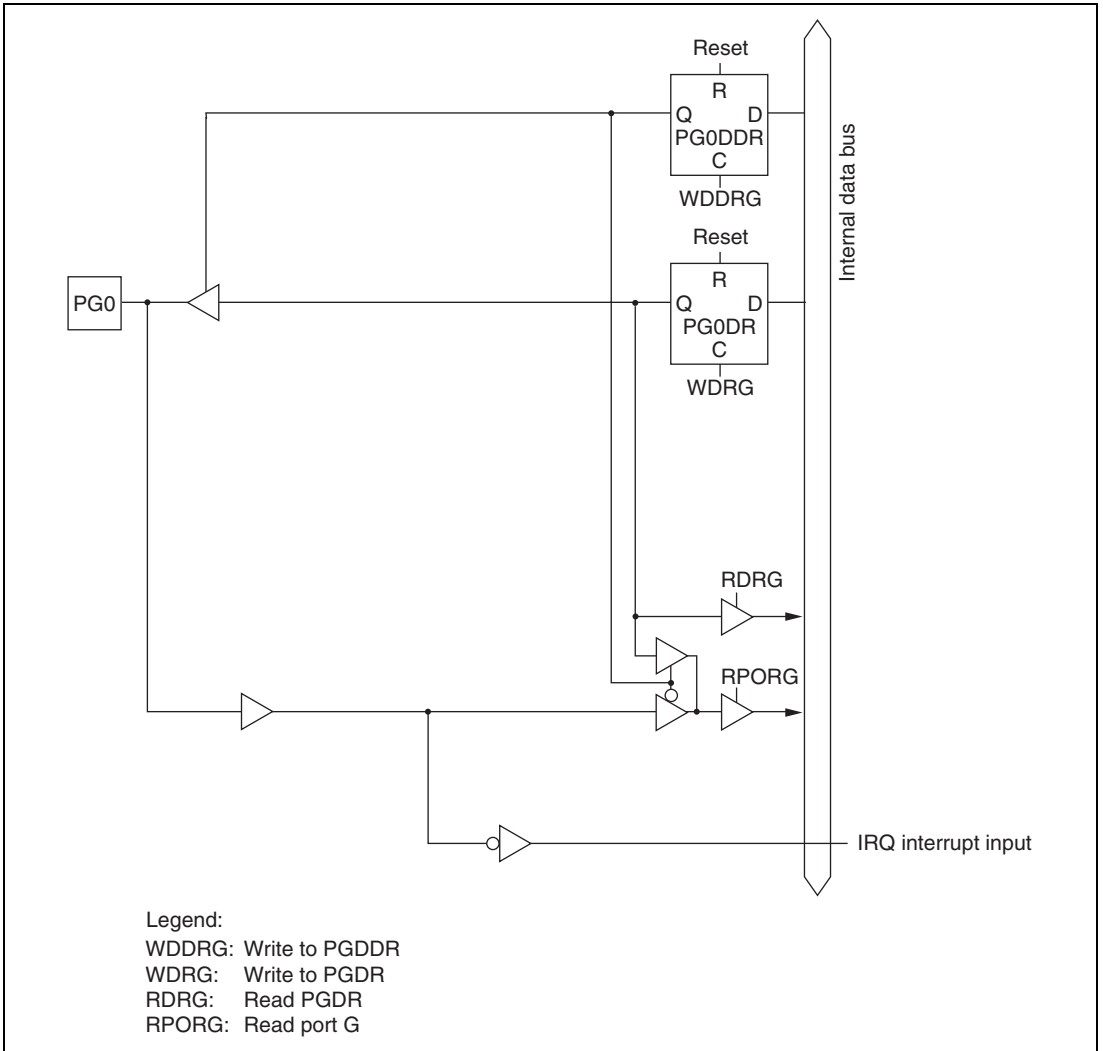 Reset
R
Q D
PG0DDR
C
WDDRG
Internal data bus
Reset
R
PG0
Q D
PG0DR
C
WDRG
RDRG
RPORG
IRQ interrupt input
Legend:
WDDRG: Write to PGDDR
WDRG: Write to PGDR
RDRG: Read PGDR
RPORG: Read port G